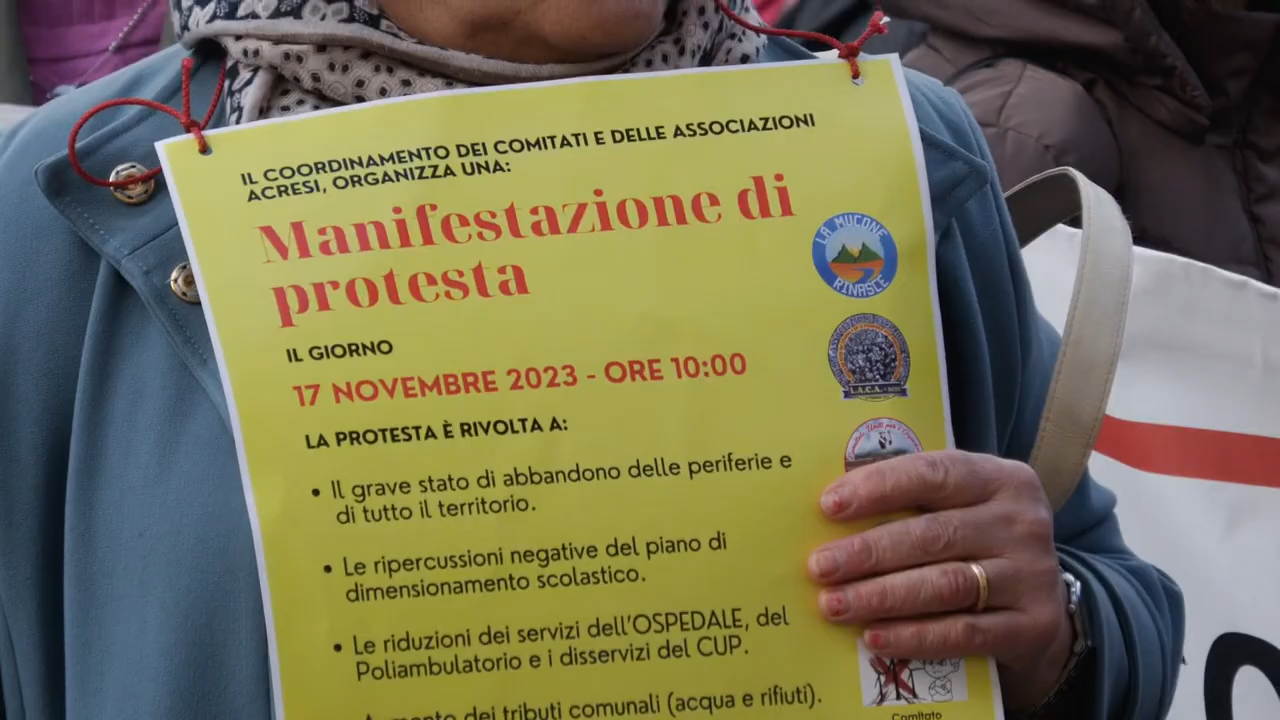 IL COORDINAMENTO DEI COMITATI E DELLE ASSOCIAZIONI
ACRESI, ORGANIZZA UNA:
Manifestazione di
protesta
LA MUCONE
RINASCE
IL GIORNO
17 NOVEMBRE 2023 - ORE 10:00
L.A.C.A.
LA PROTESTA È RIVOLTA A:
• Il grave stato di abbandono delle periferie e
di tutto il territorio.
• Le ripercussioni negative del piano di
dimensionamento scolastico.
• Le riduzioni dei servizi dell'OSPEDALE, del
Poliambulatorio e i disservizi del CUP.
dei tributi comunali (acqua e rifiuti).
Comitato